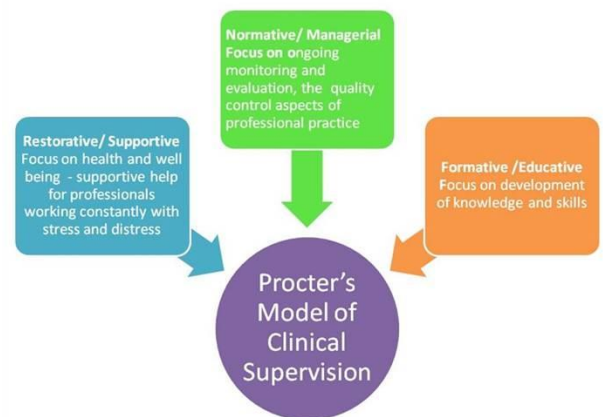 Normative/ Managerial
Focus on ongoing
monitoring and
evaluation, the  quality
control aspects of
professional practice
Restorative/ Supportive
Focus on health and well
being  - supportive help
for professionals
working constantly with
stress and distress
Formative /Educative
Focus on development
of knowledge and skills
Procter's
Model of
Clinical
Supervision